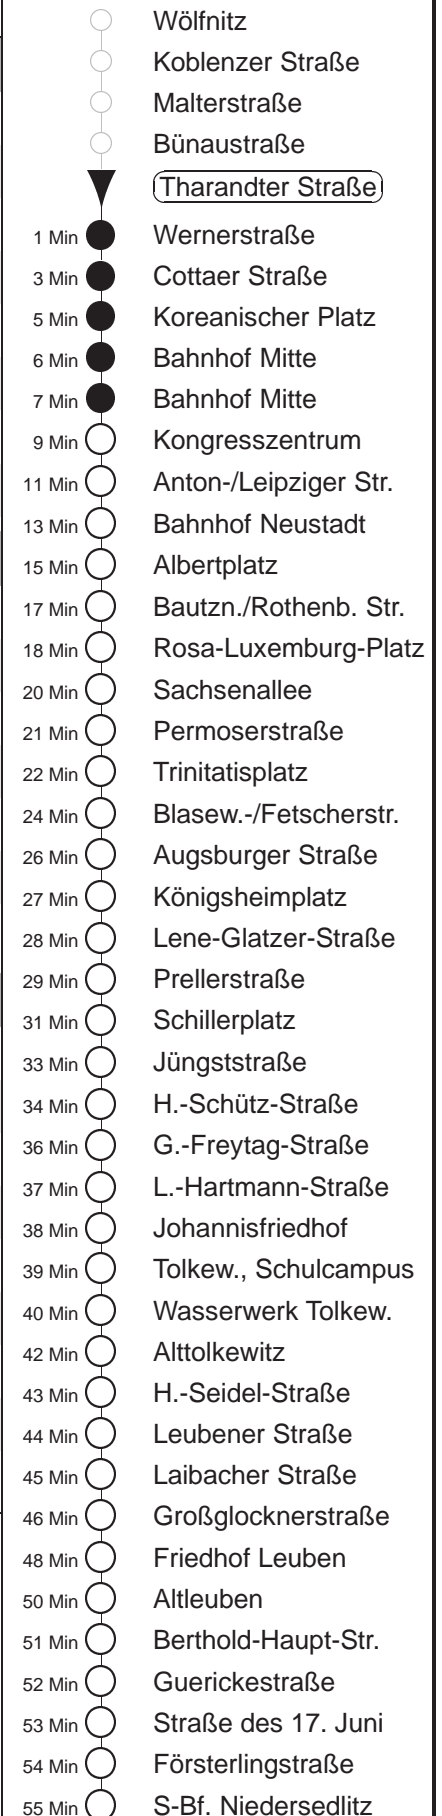 Wölfnitz
Koblenzer Straße
Malterstraße
Bünaustraße
Tharandter Straße
1 Min Wernerstraße
3 Min Cottaer Straße
5 Min Koreanischer Platz
6 Min Bahnhof Mitte
7 Min Bahnhof Mitte
9 Min Kongresszentrum
11 Min Anton-/Leipziger Str.
13 Min Bahnhof Neustadt
15 Min Albertplatz
17 Min Bautzn./Rothenb. Str.
18 Min Rosa-Luxemburg-Platz
20 Min Sachsenallee
21 Min Permoserstraße
22 Min Trinitatisplatz
24 Min Blasew.-/Fetscherstr.
26 Min Augsburger Straße
27 Min Königsheimplatz
28 Min Lene-Glatzer-Straße
29 Min Prellerstraße
31 Min Schillerplatz
33 Min Jüngststraße
34 Min H.-Schütz-Straße
36 Min G.-Freytag-Straße
37 Min L.-Hartmann-Straße
38 Min Johannisfriedhof
39 Min Tolkew., Schulcampus
40 Min Wasserwerk Tolkew.
42 Min Alttolkewitz
43 Min H.-Seidel-Straße
44 Min Leubener Straße
45 Min Laibacher Straße
46 Min Großglocknerstraße
48 Min Friedhof Leuben
50 Min Altleuben
51 Min Berthold-Haupt-Str.
52 Min Guerickestraße
53 Min Straße des 17. Juni
54 Min Försterlingstraße
55 Min S-Bf. Niedersedlitz